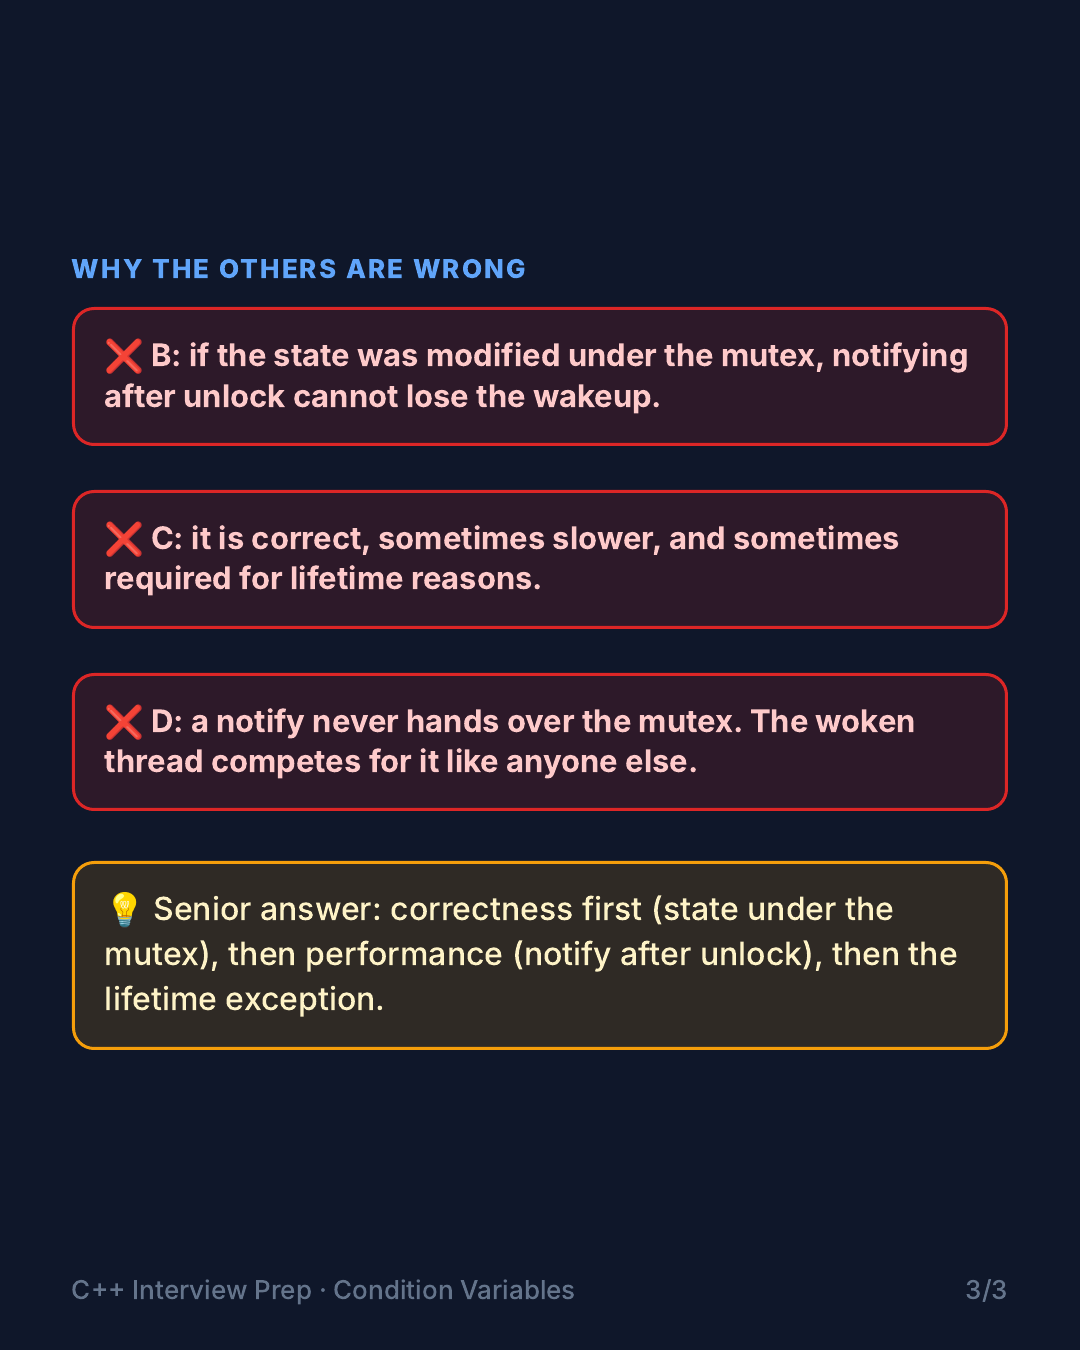 WHY THE OTHERS ARE WRONG
❌ B: if the state was modified under the mutex, notifying
after unlock cannot lose the wakeup.
❌ C: it is correct, sometimes slower, and sometimes
required for lifetime reasons.
❌ D: a notify never hands over the mutex. The woken
thread competes for it like anyone else.
💡 Senior answer: correctness first (state under the
mutex), then performance (notify after unlock), then the
lifetime exception.
C++ Interview Prep · Condition Variables
3/3